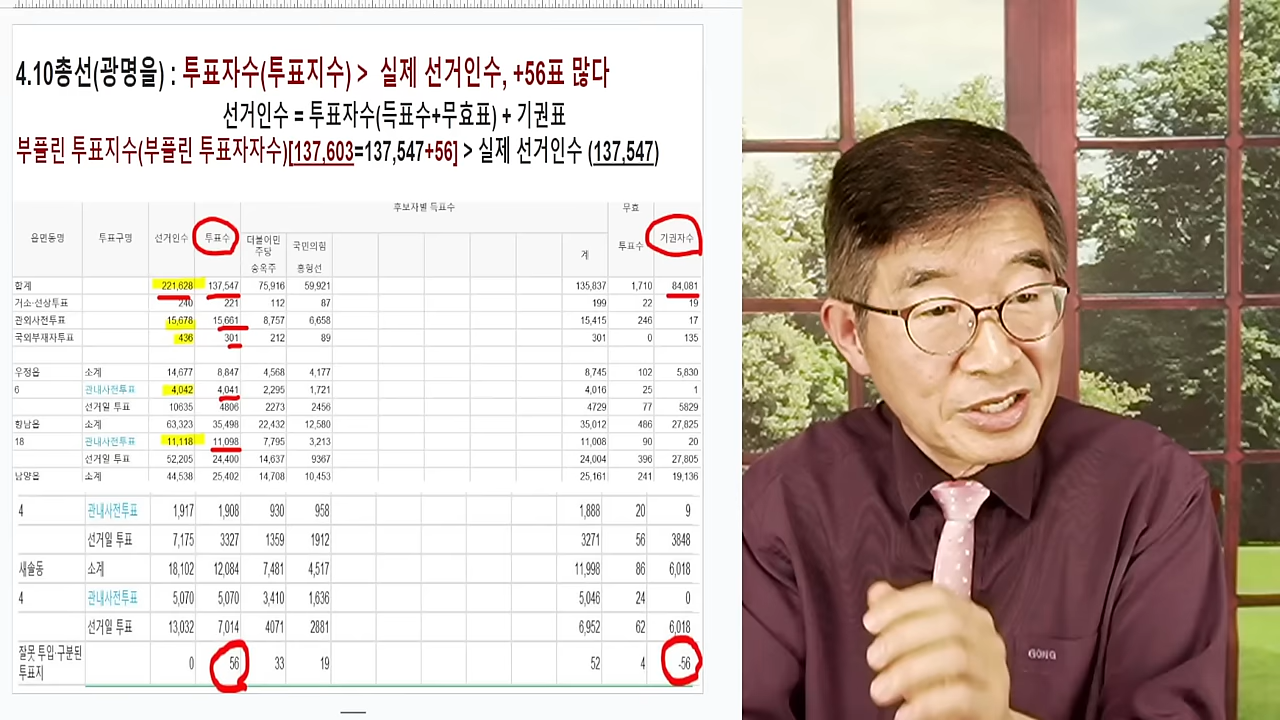 4.10총선(광명을) : 투표자수(투표지수) > 실제 선거인수, +56표 많다
선거인수 = 투표자수(득표수+무효표) + 기권표
부풀린 투표지수(부풀린 투표자자수)[137,603=137,547+56] > 실제 선거인수 (137,547)
후보자별 득표수 무효
읍면동명 투표구명 선거인수 투표수 더불어민주당 송옥주 국민의힘 홍형선 계 투표수 기권자수
합계 221,628 137,547 75,916 59,921 135,837 1,710 84,081
거소·선상투표 240 221 112 87 199 22 19
관외사전투표 15,678 15,661 8,757 6,658 15,415 246 17
국외부재자투표 436 301 212 89 301 0 135
우정읍 소계 14,677 8,847 4,568 4,177 8,745 102 5,830
6 관내사전투표 4,042 4,041 2,295 1,721 4,016 25 1
선거일 투표 10635 4806 2273 2456 4729 77 5829
향남읍 소계 63,323 35,498 22,432 12,580 35,012 486 27,825
18 관내사전투표 11,118 11,098 7,795 3,213 11,008 90 20
선거일 투표 52,205 24,400 14,637 9367 24,004 396 27,805
남양읍 소계 44,538 25,402 14,708 10,453 25,161 241 19,136
4 관내사전투표 1,917 1,908 930 958 1,888 20 9
선거일 투표 7,175 3327 1359 1912 3271 56 3848
새솔동 소계 18,102 12,084 7,481 4,517 11,998 86 6,018
4 관내사전투표 5,070 5,070 3,410 1,636 5,046 24 0
선거일 투표 13,032 7,014 4071 2881 6,952 62 6,018
잘못 투입·구분된 투표지 0 56 33 19 52 4 -56
GONG